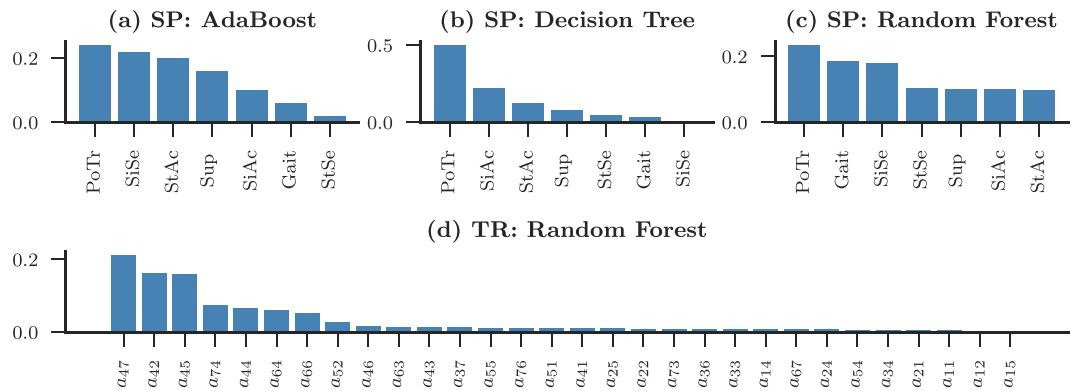 (a) SP: AdaBoost
0.2
0.0
PoTr
SiSe
StAc
Sup
SiAc
Gait
StSe
(b) SP: Decision Tree
0.5
0.0
PoTr
SiAc
StAc
Sup
StSe
Gait
SiSe
(c) SP: Random Forest
0.2
0.0
PoTr
Gait
SiSe
StSe
Sup
SiAc
StAc
(d) TR: Random Forest
0.2
0.0
a47
a42
a45
a74
a44
a64
a66
a52
a46
a63
a43
a37
a55
a76
a51
a41
a25
a22
a73
a36
a33
a14
a67
a24
a54
a34
a21
a11
a12
a15